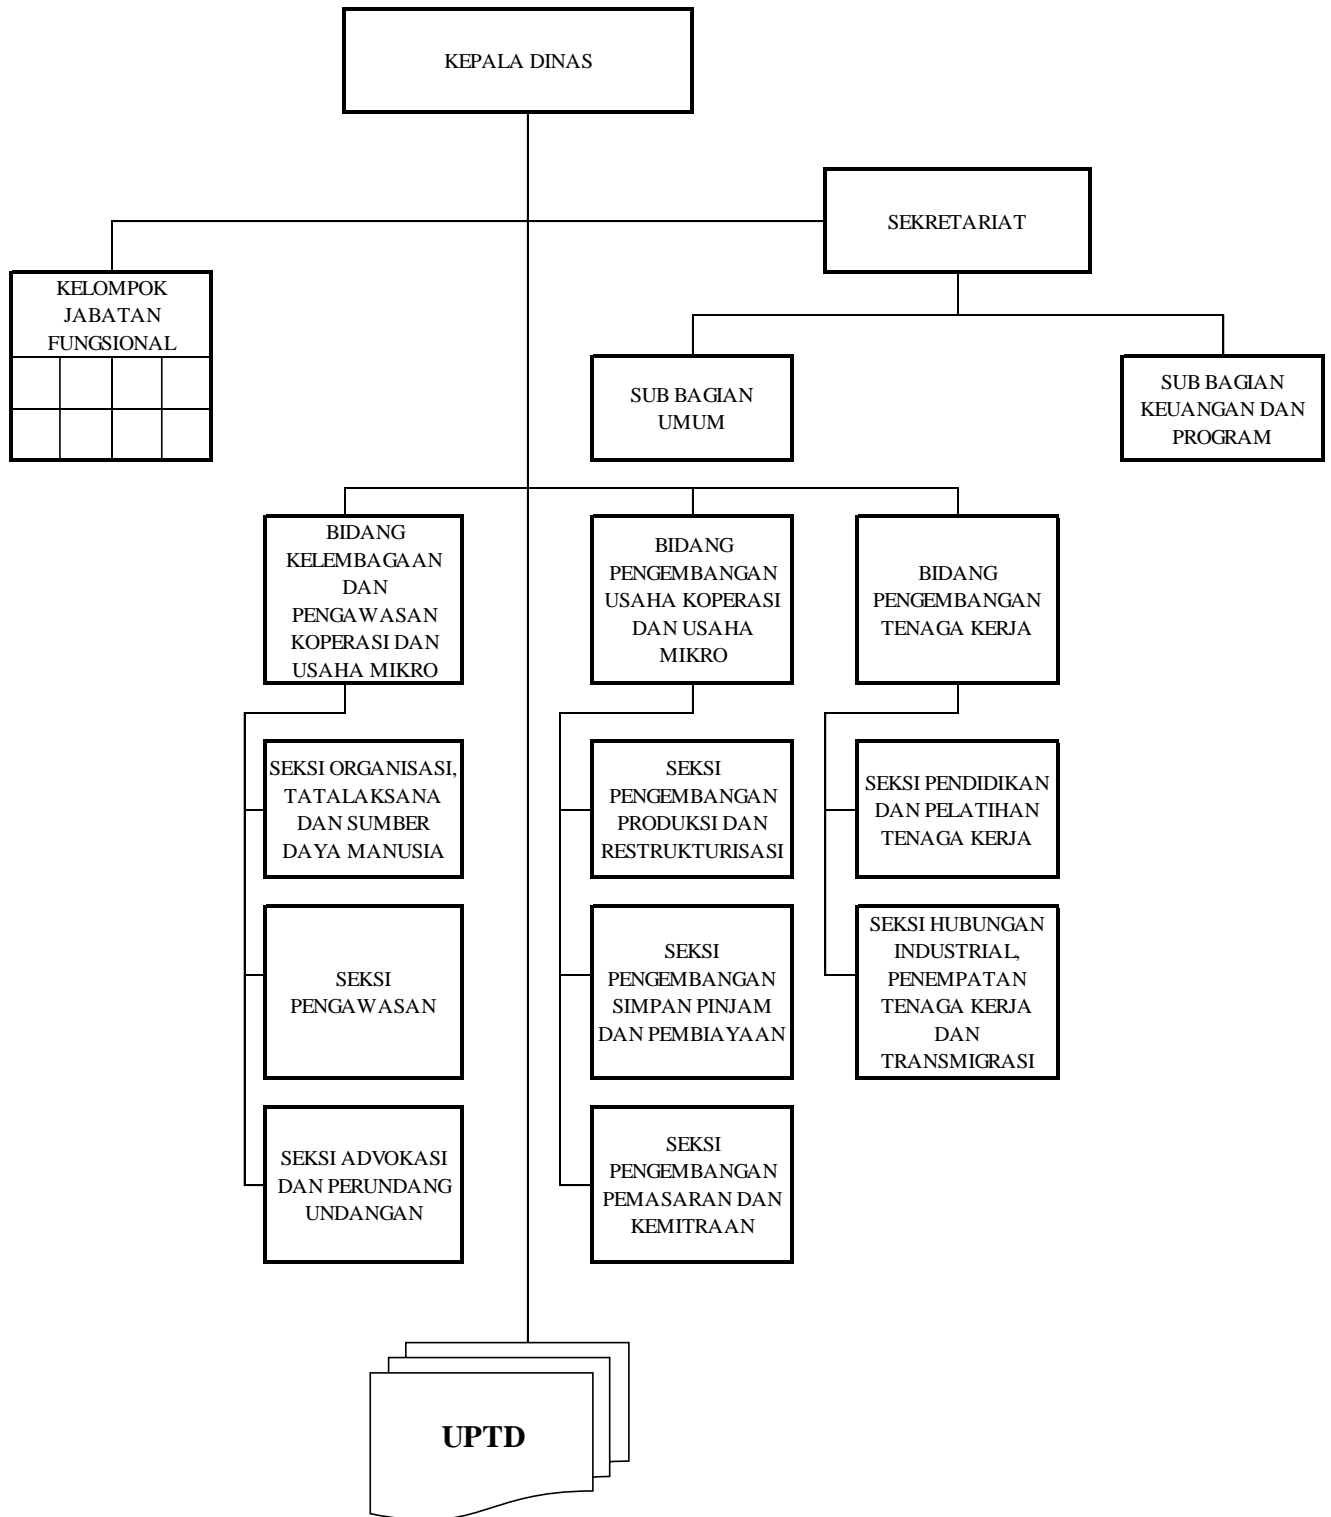 KEPALA DINAS
SEKRETARIAT
KELOMPOK
JABATAN
FUNGSIONAL
SUB BAGIAN
UMUM
SUB BAGIAN
KEUANGAN DAN
PROGRAM
BIDANG
KELEMBAGAAN
DAN
PENGAWASAN
KOPERASI DAN
USAHA MIKRO
BIDANG
PENGEMBANGAN
USAHA KOPERASI
DAN USAHA
MIKRO
BIDANG
PENGEMBANGAN
TENAGA KERJA
SEKSI ORGANISASI,
TATALAKSANA
DAN SUMBER
DAYA MANUSIA
SEKSI
PENGEMBANGAN
PRODUKSI DAN
RESTRUKTURISASI
SEKSI PENDIDIKAN
DAN PELATIHAN
TENAGA KERJA
SEKSI
PENGAWASAN
SEKSI
PENGEMBANGAN
SIMPAN PINJAM
DAN PEMBIAYAAN
SEKSI HUBUNGAN
INDUSTRIAL,
PENEMPATAN
TENAGA KERJA
DAN
TRANSMIGRASI
SEKSI ADVOKASI
DAN PERUNDANG
UNDANGAN
SEKSI
PENGEMBANGAN
PEMASARAN DAN
KEMITRAAN
UPTD